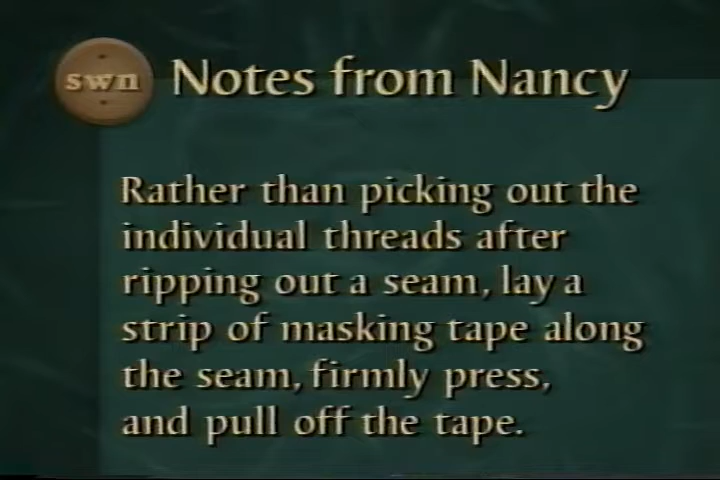 swn Notes from Nancy
Rather than picking out the
individual threads after
ripping out a seam, lay a
strip of masking tape along
the seam, firmly press,
and pull off the tape.